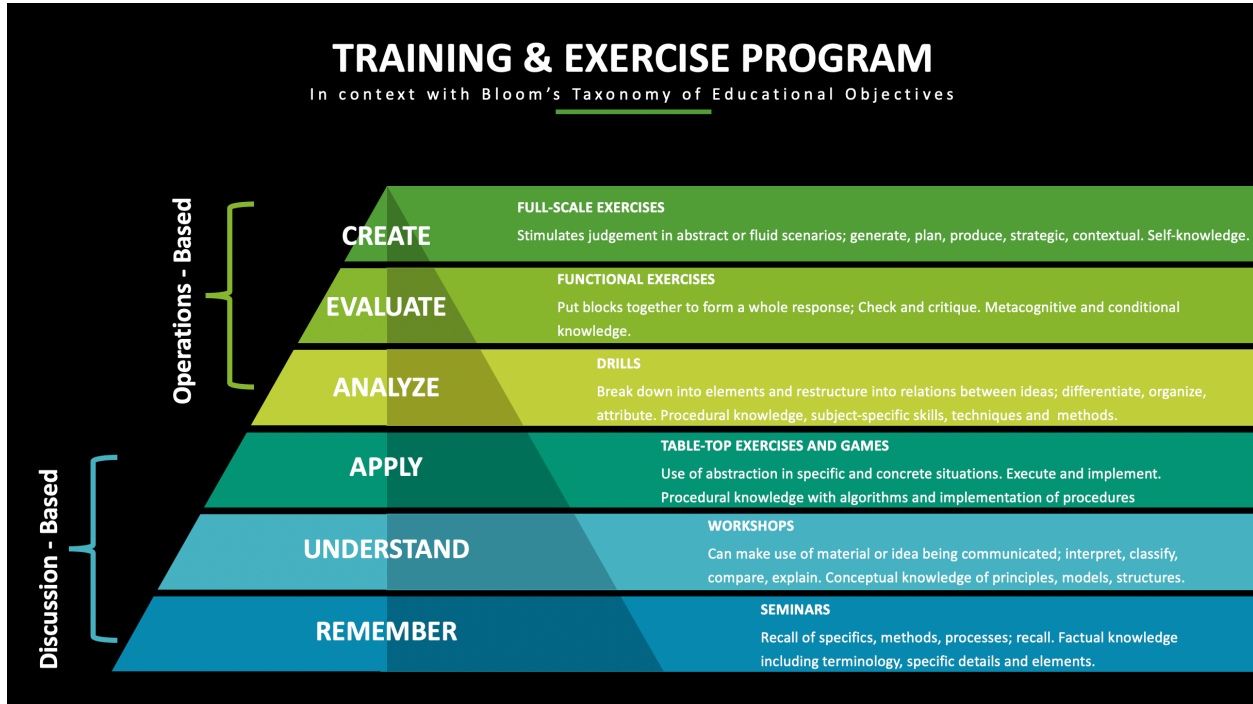 TRAINING & EXERCISE PROGRAM
In context with Bloom's Taxonomy of Educational Objectives
Operations - Based
CREATE
FULL-SCALE EXERCISES
Stimulates judgement in abstract or fluid scenarios; generate, plan, produce, strategic, contextual. Self-knowledge.
EVALUATE
FUNCTIONAL EXERCISES
Put blocks together to form a whole response; Check and critique. Metacognitive and conditional
knowledge.
ANALYZE
DRILLS
Break down into elements and restructure into relations between ideas; differentiate, organize,
attribute. Procedural knowledge, subject-specific skills, techniques and methods.
Discussion - Based
APPLY
TABLE-TOP EXERCISES AND GAMES
Use of abstraction in specific and concrete situations. Execute and implement.
Procedural knowledge with algorithms and implementation of procedures
UNDERSTAND
WORKSHOPS
Can make use of material or idea being communicated; interpret, classify,
compare, explain. Conceptual knowledge of principles, models, structures.
REMEMBER
SEMINARS
Recall of specifics, methods, processes; recall. Factual knowledge
including terminology, specific details and elements.